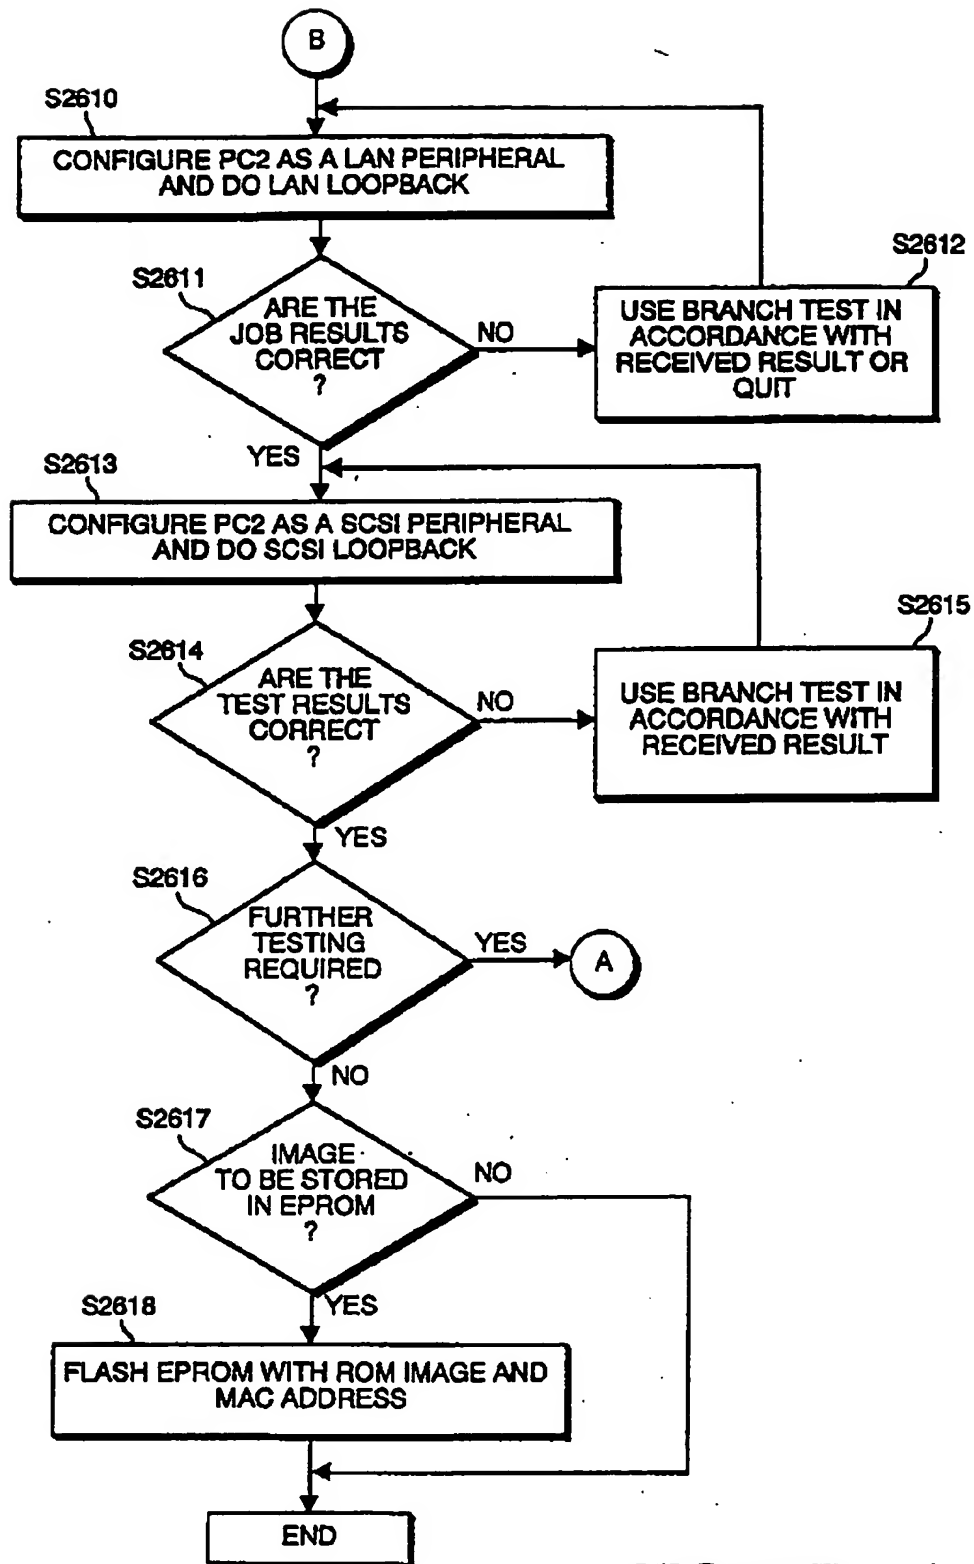 B
S2610
CONFIGURE PC2 AS A LAN PERIPHERAL
AND DO LAN LOOPBACK
S2611
ARE THE
JOB RESULTS
CORRECT
?
NO
S2612
USE BRANCH TEST IN
ACCORDANCE WITH
RECEIVED RESULT OR
QUIT
YES
S2613
CONFIGURE PC2 AS A SCSI PERIPHERAL
AND DO SCSI LOOPBACK
S2614
ARE THE
TEST RESULTS
CORRECT
?
NO
S2615
USE BRANCH TEST IN
ACCORDANCE WITH
RECEIVED RESULT
YES
S2616
FURTHER
TESTING
REQUIRED
?
YES
A
NO
S2617
IMAGE
TO BE STORED
IN EPROM
?
NO
YES
S2618
FLASH EPROM WITH ROM IMAGE AND
MAC ADDRESS
END